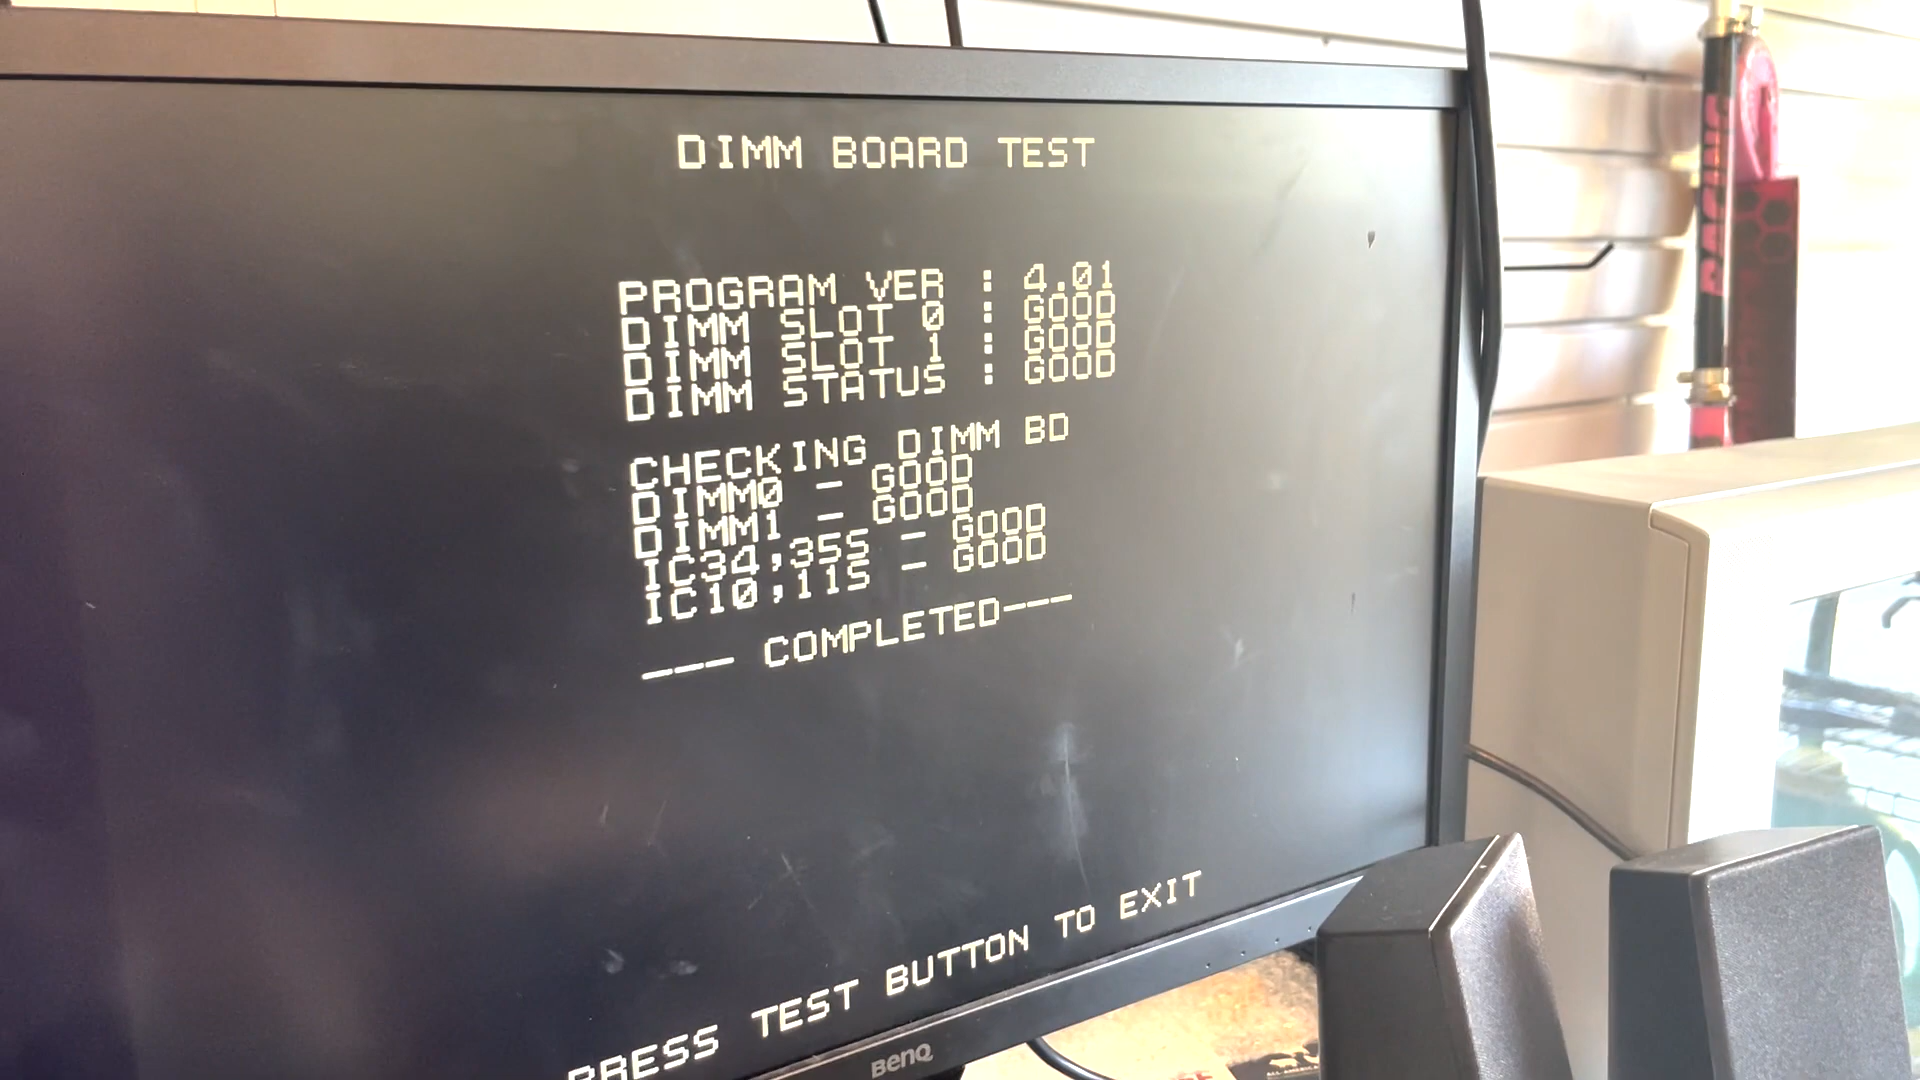 DIMM BOARD TEST
PROGRAM VER : 4.01
DIMM SLOT 0 : GOOD
DIMM SLOT 1 : GOOD
DIMM STATUS : GOOD
CHECKING DIMM BD
DIMM0 - GOOD
DIMM1 - GOOD
IC34,35S - GOOD
IC10,11S - GOOD
--- COMPLETED---
PRESS TEST BUTTON TO EXIT
BenQ
RACING